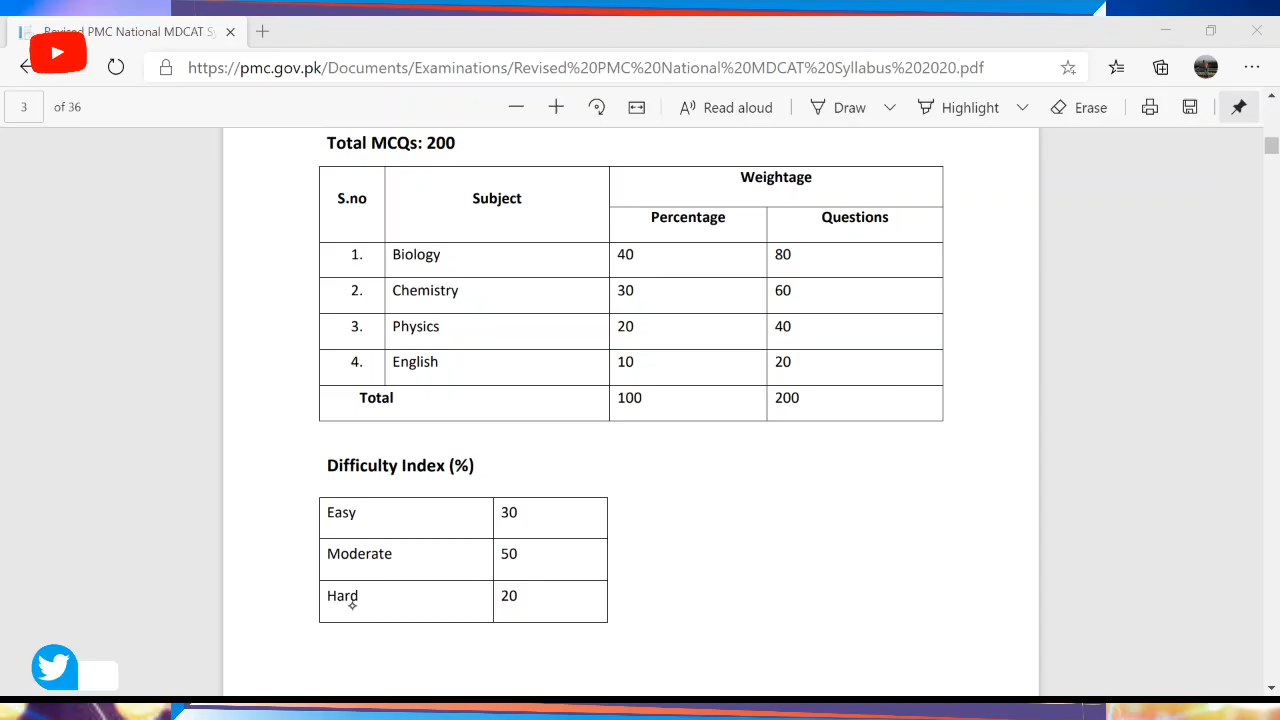 Revised PMC National MDCAT Sy
https://pmc.gov.pk/Documents/Examinations/Revised%20PMC%20National%20MDCAT%20Syllabus%202020.pdf
3 of 36 Read aloud Draw Highlight Erase
Total MCQs: 200
S.no Subject Weightage
Percentage Questions
1. Biology 40 80
2. Chemistry 30 60
3. Physics 20 40
4. English 10 20
Total 100 200
Difficulty Index (%)
Easy 30
Moderate 50
Hard 20